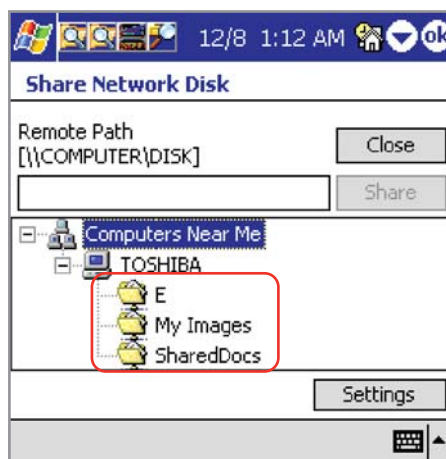 12/8 1:12 AM ok
Share Network Disk
Remote Path
[\\COMPUTER\DISK]
Close
Share
Computers Near Me
TOSHIBA
E
My Images
SharedDocs
Settings